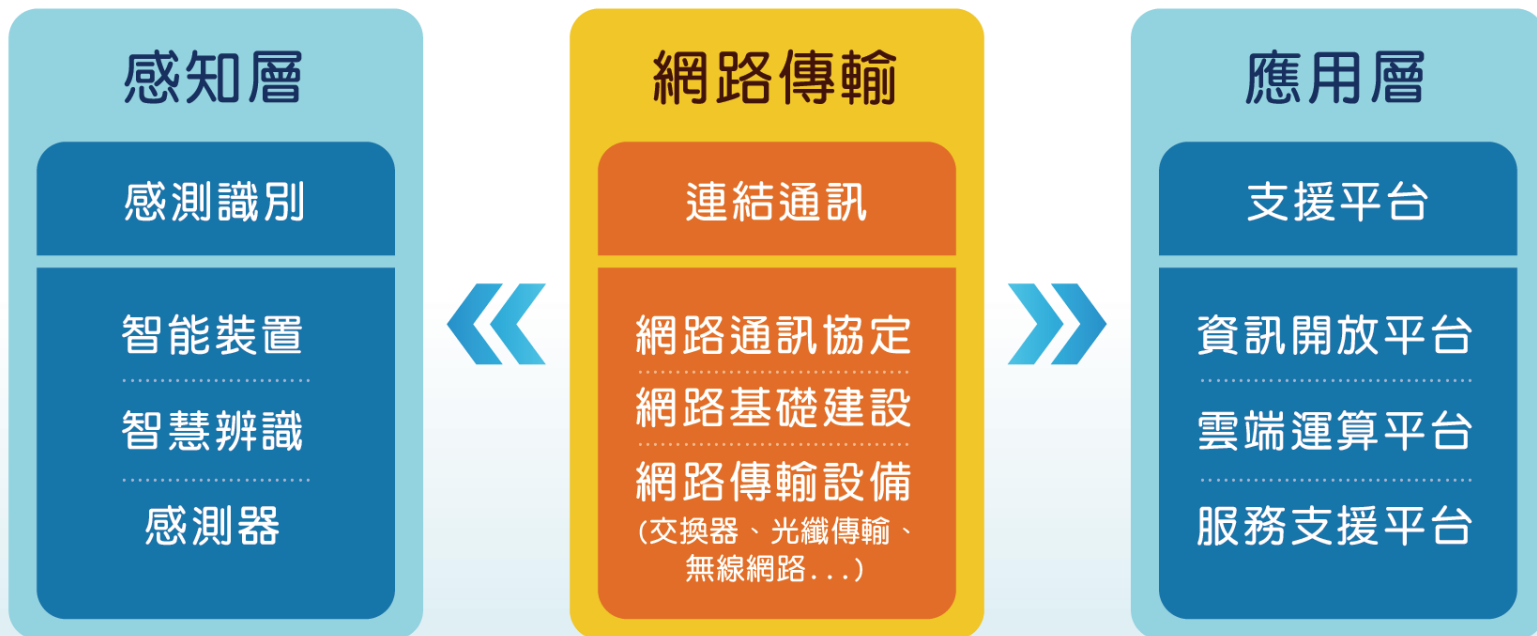 感知層
感測識別
智能裝置
智慧辨識
感測器
網路傳輸
連結通訊
網路通訊協定
網路基礎建設
網路傳輸設備
(交換器、光纖傳輸、
無線網路...)
應用層
支援平台
資訊開放平台
雲端運算平台
服務支援平台